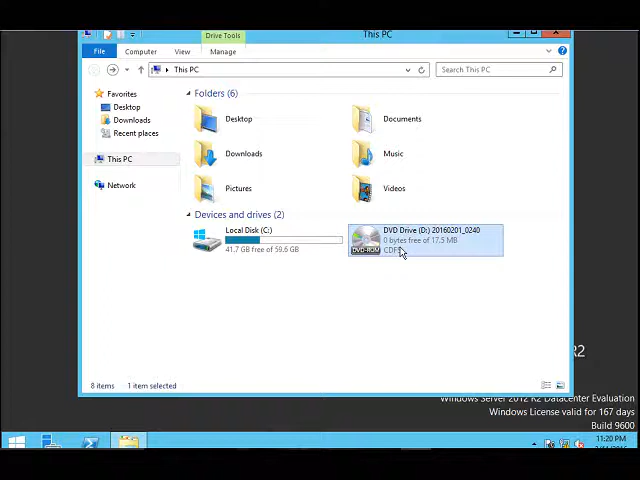 Drive Tools
This PC
File
Computer
View
Manage
This PC
Search This PC
Favorites
Desktop
Downloads
Recent places
This PC
Network
Folders (6)
Desktop
Documents
Downloads
Music
Pictures
Videos
Devices and drives (2)
Local Disk (C:)
41.7 GB free of 59.6 GB
DVD-ROM
DVD Drive (D:) 20160201_0240
0 bytes free of 17.5 MB
CDFS
8 items
1 item selected
R2
Windows Server 2012 R2 Datacenter Evaluation
Windows License valid for 167 days
Build 9600
11:20 PM